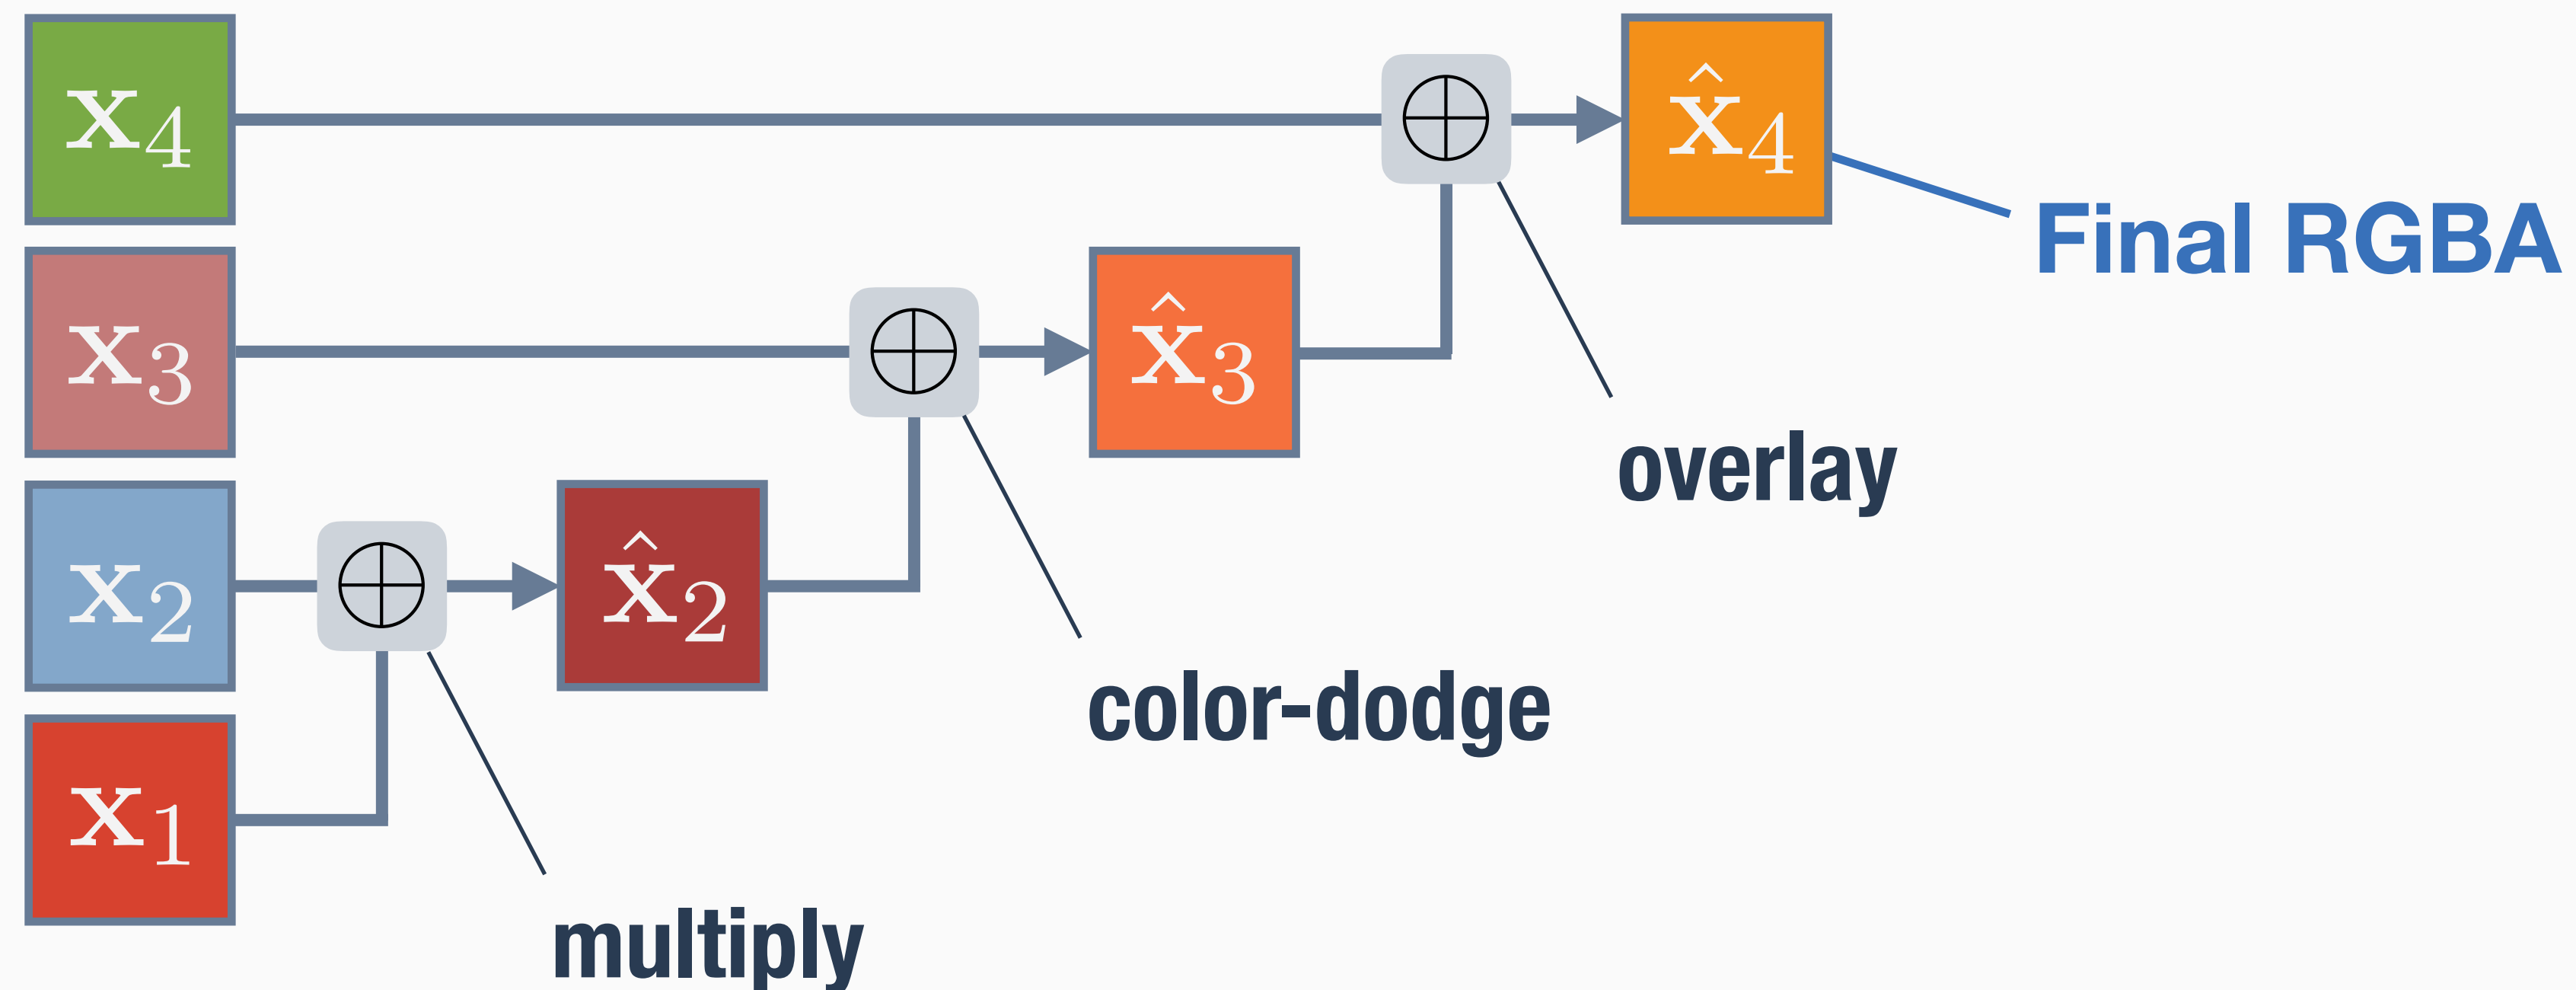 x₄
x̂₄
Final RGBA
x₃
x̂₃
overlay
x₂
x̂₂
color-dodge
x₁
multiply